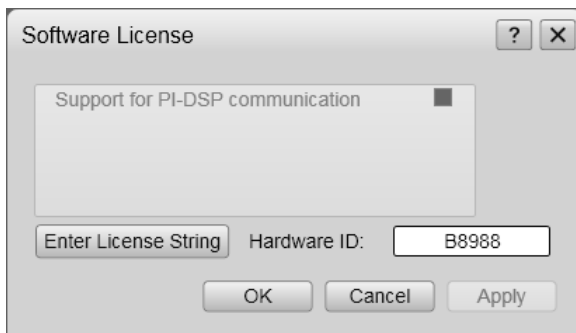 Software License
?
Support for PI-DSP communication
Enter License String Hardware ID: B8988
OK Cancel Apply